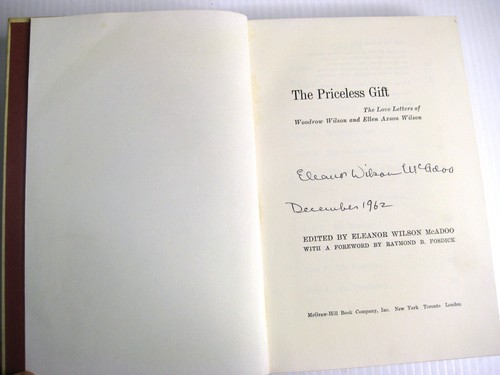 The Priceless Gift
The Love Letters of
Woodrow Wilson and Ellen Axson Wilson
Eleanor Wilson McAdoo
December 1962
EDITED BY ELEANOR WILSON McADOO
WITH A FOREWORD BY RAYMOND B. FOSDICK
McGraw-Hill Book Company, Inc. New York Toronto London